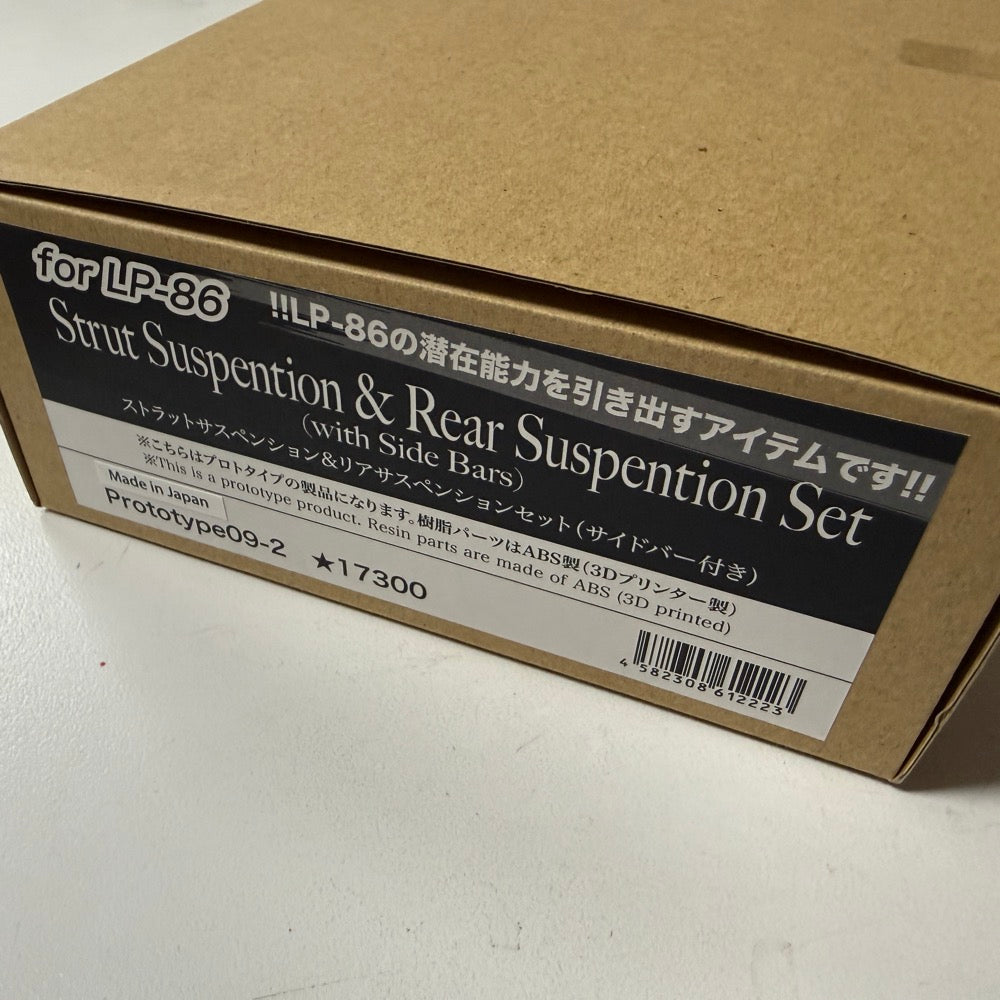 for LP-86
!!LP-86の潜在能力を引き出すアイテムです!!
Strut Suspention & Rear Suspention Set
(with Side Bars)
ストラットサスペンション&リアサスペンションセット(サイドバー付き)
※こちらはプロトタイプの製品になります。樹脂パーツはABS製(3Dプリンター製)
※This is a prototype product. Resin parts are made of ABS (3D printed)
Made in Japan
Prototype09-2 ★17300
4 582308 612223